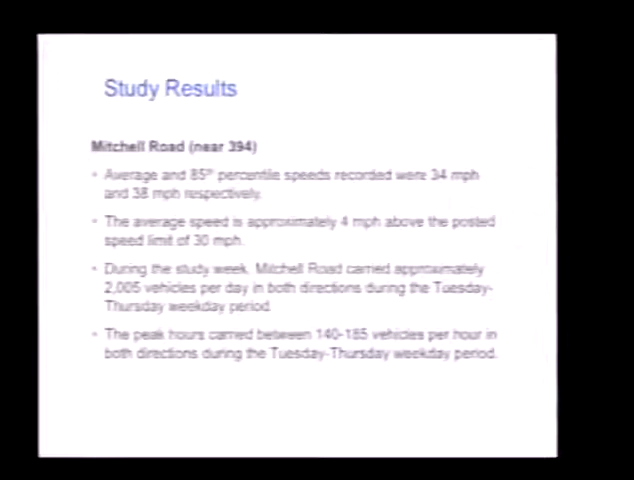 Study Results
Mitchell Road (near 394)
• Average and 85th percentile speeds recorded were 34 mph
and 38 mph respectively.
• The average speed is approximately 4 mph above the posted
speed limit of 30 mph.
• During the study week, Mitchell Road carried approximately
2,005 vehicles per day in both directions during the Tuesday-
Thursday weekday period
• The peak hours carried between 140-185 vehicles per hour in
both directions during the Tuesday-Thursday weekday period.